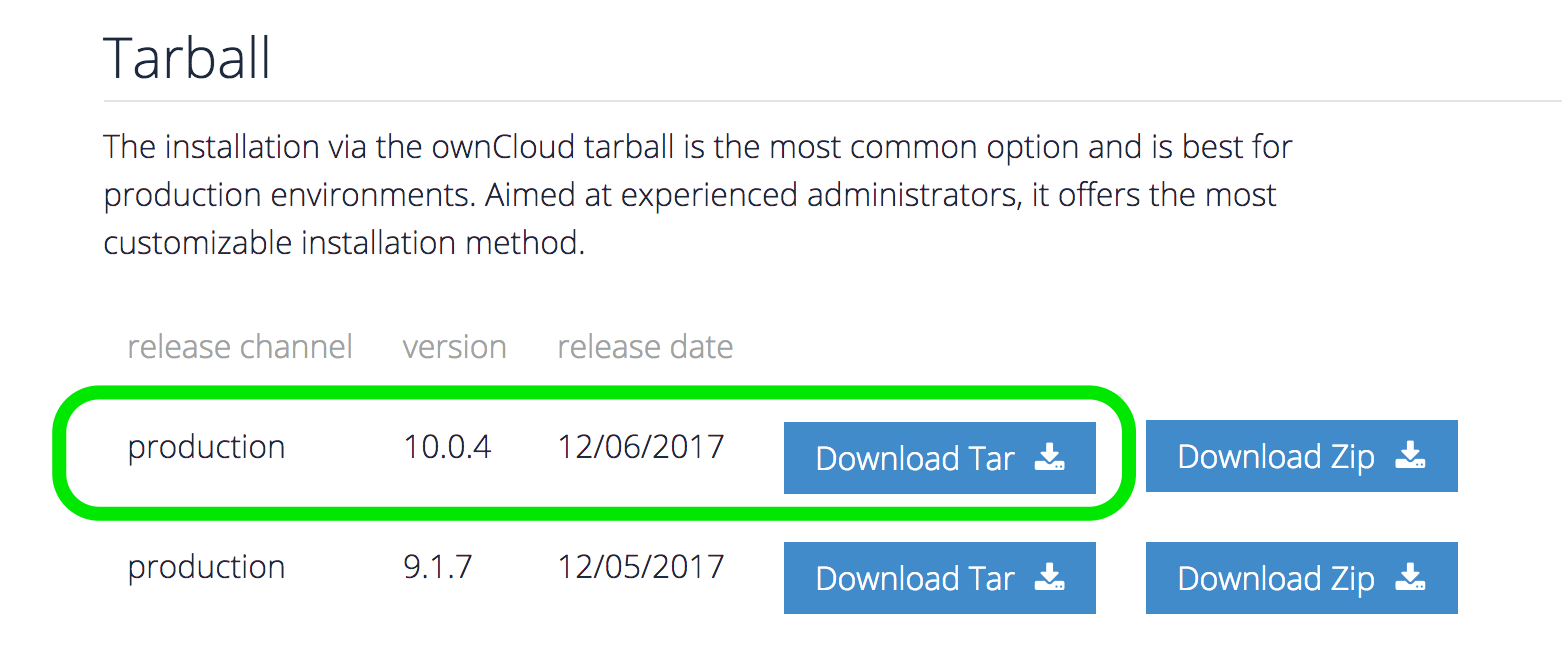 Tarball
The installation via the ownCloud tarball is the most common option and is best for
production environments. Aimed at experienced administrators, it offers the most
customizable installation method.
release channel version release date
production 10.0.4 12/06/2017 Download Tar Download Zip
production 9.1.7 12/05/2017 Download Tar Download Zip